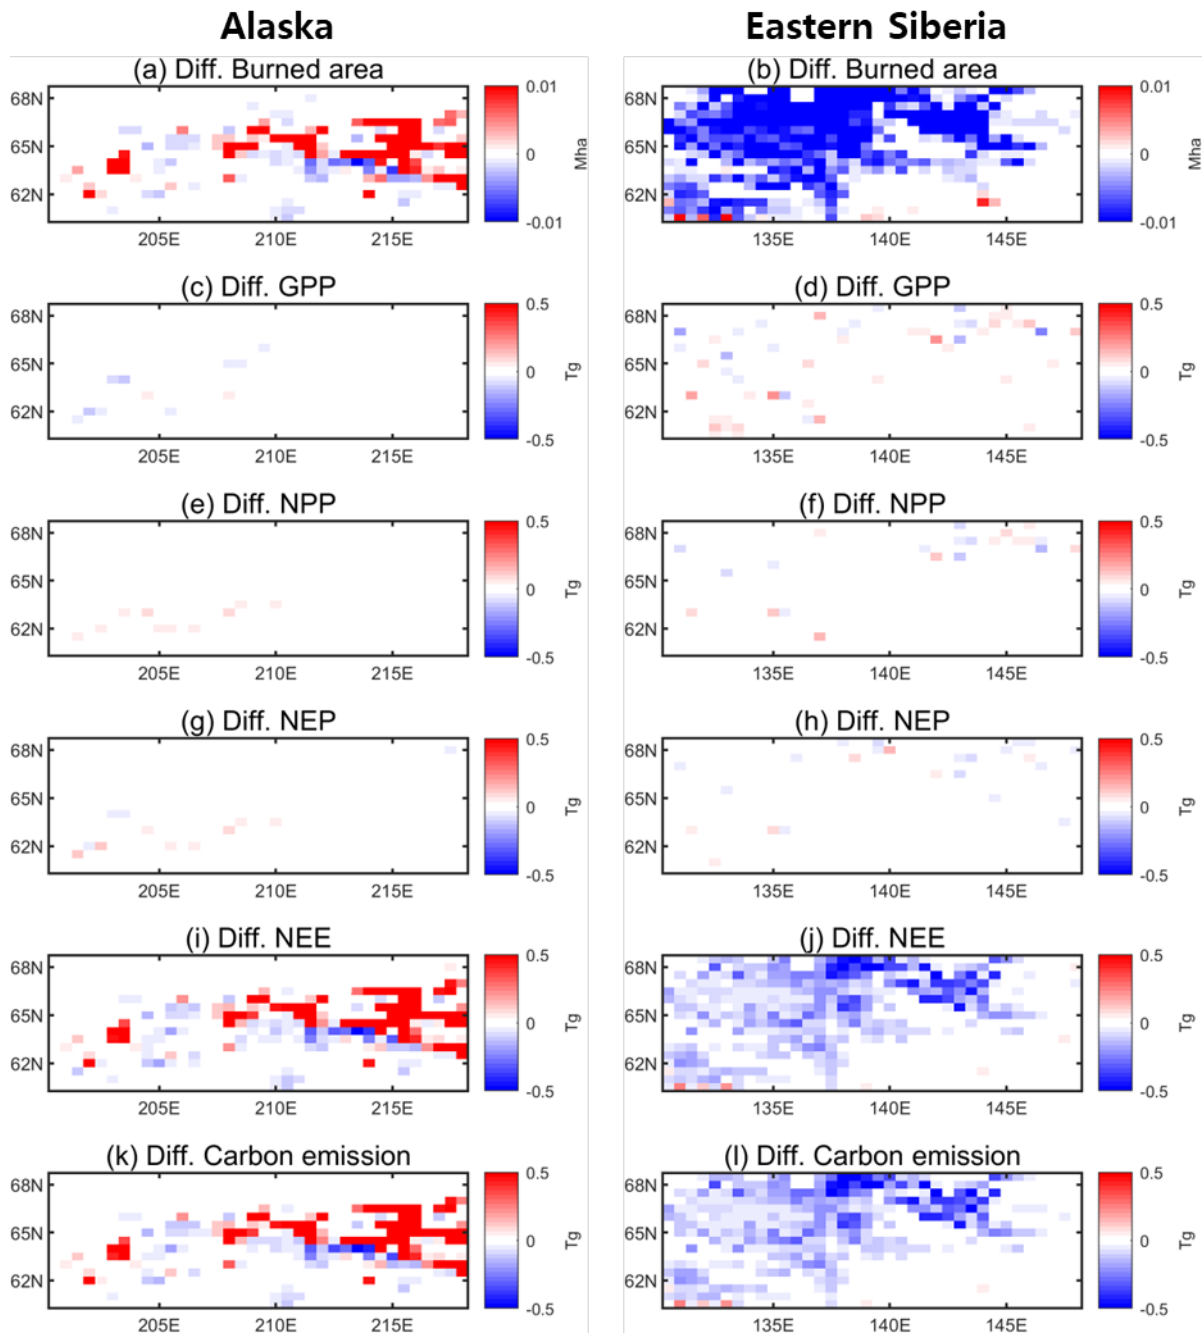 Alaska
Eastern Siberia
(a) Diff. Burned area
68N
65N
62N
205E 210E 215E
0.01
0
-0.01
Mha
(b) Diff. Burned area
68N
65N
62N
135E 140E 145E
0.01
0
-0.01
Mha
(c) Diff. GPP
68N
65N
62N
205E 210E 215E
0.5
0
-0.5
Tg
(d) Diff. GPP
68N
65N
62N
135E 140E 145E
0.5
0
-0.5
Tg
(e) Diff. NPP
68N
65N
62N
205E 210E 215E
0.5
0
-0.5
Tg
(f) Diff. NPP
68N
65N
62N
135E 140E 145E
0.5
0
-0.5
Tg
(g) Diff. NEP
68N
65N
62N
205E 210E 215E
0.5
0
-0.5
Tg
(h) Diff. NEP
68N
65N
62N
135E 140E 145E
0.5
0
-0.5
Tg
(i) Diff. NEE
68N
65N
62N
205E 210E 215E
0.5
0
-0.5
Tg
(j) Diff. NEE
68N
65N
62N
135E 140E 145E
0.5
0
-0.5
Tg
(k) Diff. Carbon emission
68N
65N
62N
205E 210E 215E
0.5
0
-0.5
Tg
(l) Diff. Carbon emission
68N
65N
62N
135E 140E 145E
0.5
0
-0.5
Tg